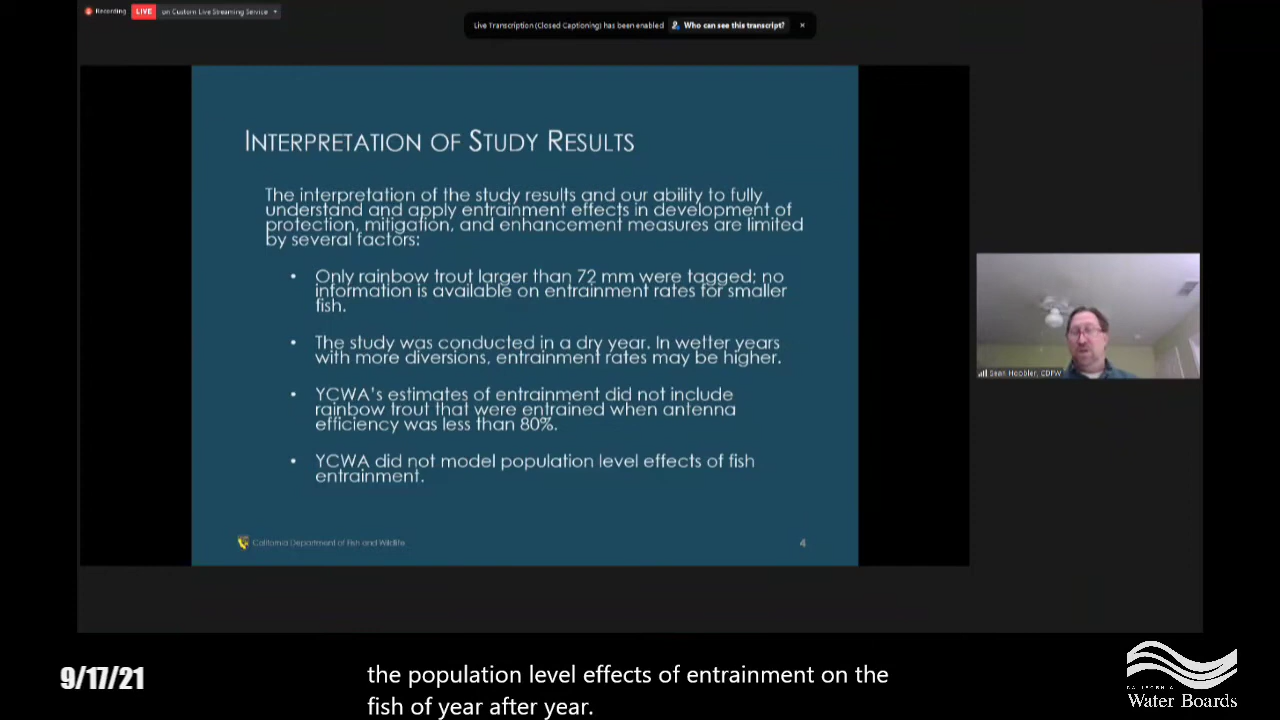 Recording
LIVE
on Custom Live Streaming Service
Live Transcription (Closed Captioning) has been enabled
Who can see this transcript?
INTERPRETATION OF STUDY RESULTS
The interpretation of the study results and our ability to fully
understand and apply entrainment effects in development of
protection, mitigation, and enhancement measures are limited
by several factors:
• Only rainbow trout larger than 72 mm were tagged; no
information is available on entrainment rates for smaller
fish.
• The study was conducted in a dry year. In wetter years
with more diversions, entrainment rates may be higher.
• YCWA's estimates of entrainment did not include
rainbow trout that were entrained when antenna
efficiency was less than 80%.
• YCWA did not model population level effects of fish
entrainment.
California Department of Fish and Wildlife
4
Sean Hoobler, CDFW
9/17/21
the population level effects of entrainment on the
fish of year after year.
CALIFORNIA
Water Boards